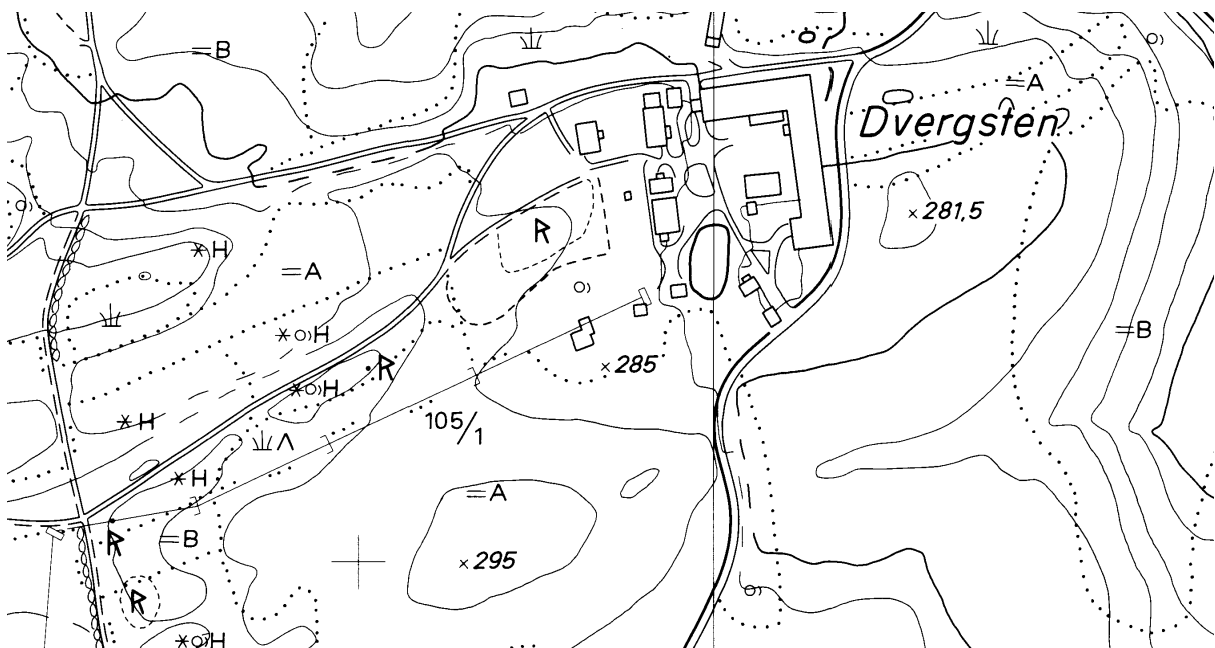 =B
=A
Dvergsten
281,5
H
=A
H
=B
R
285
R
H
H
105/1
Λ
=A
H
R
=B
295
R
H